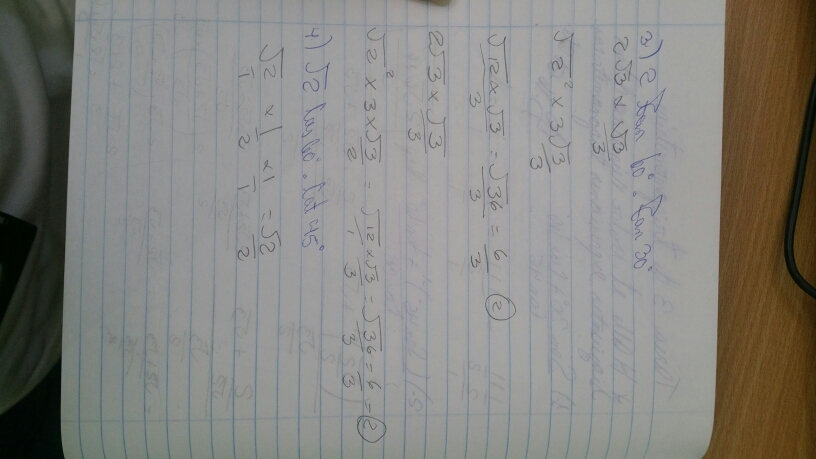 3) 2 tan 60° . tan 30°
2√3 × √3/3
√2² × 3√3/3
√12 × √3/3 = √36/3 = 6/3 (2)
2√3 × √3/3
√2² × 3 × √3/2 = √12/1 × √3/3 = √36/3 = 6/3 = (2)
4) √2 60° . 45°
√2/1 × 1/2 × 1/1 = √2/2